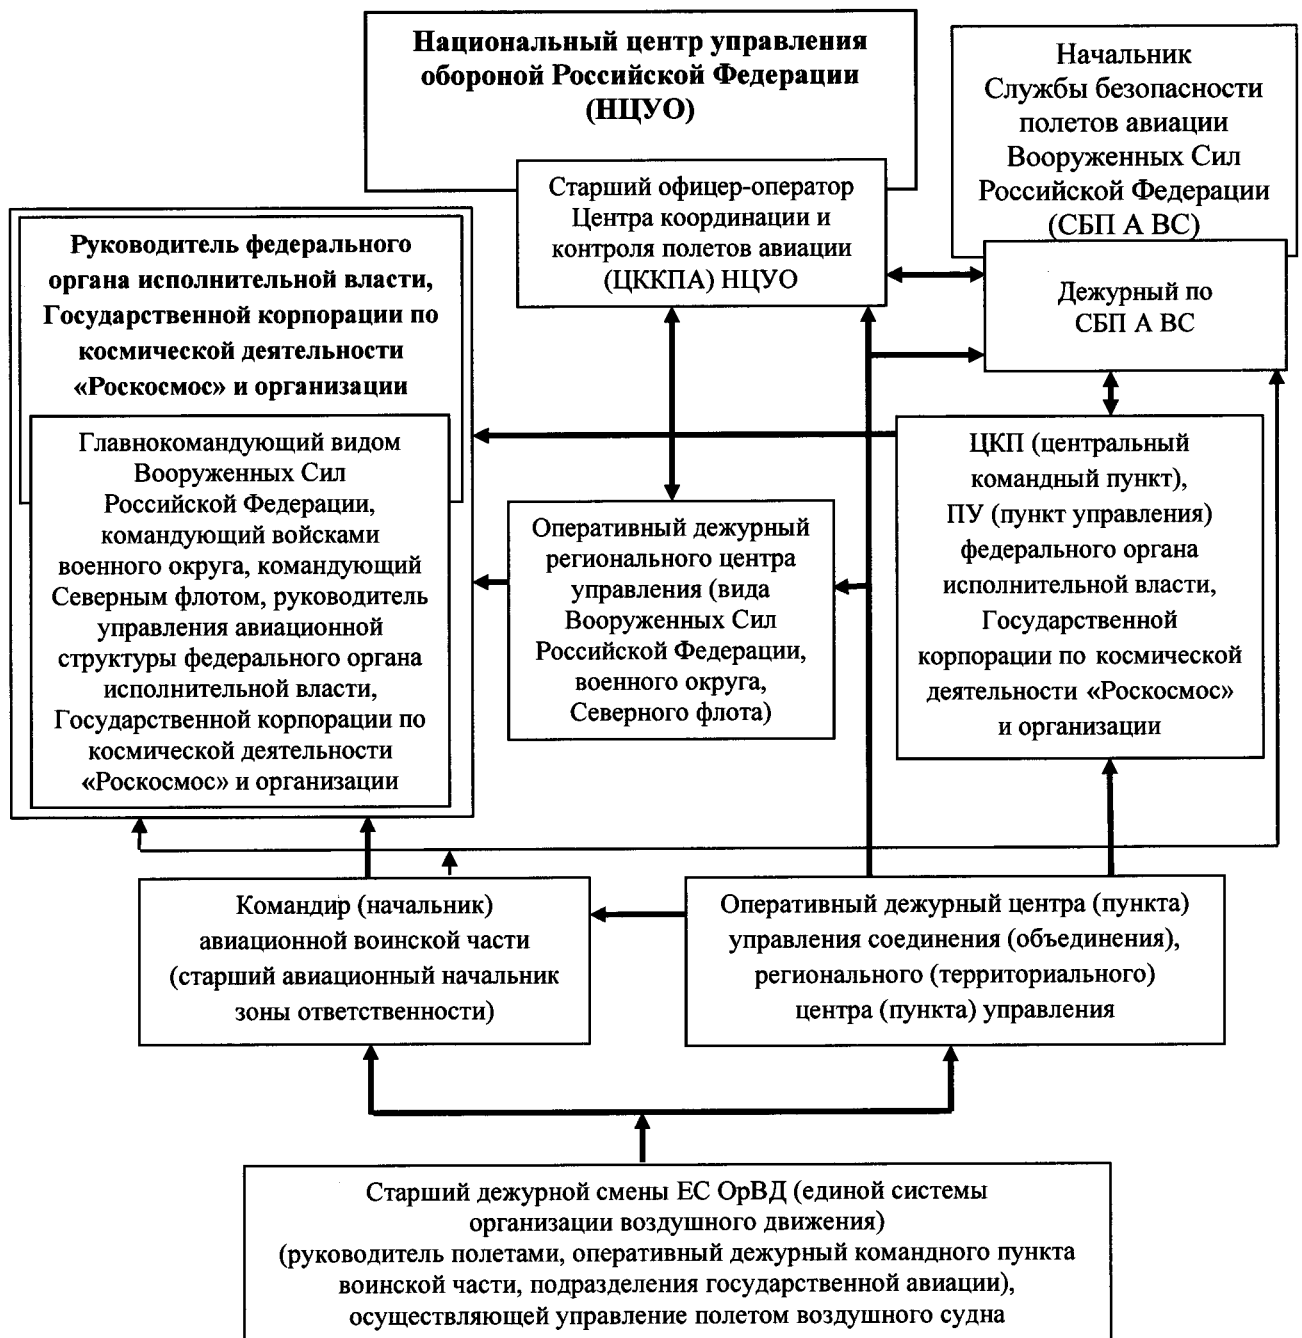 Национальный центр управления
обороной Российской Федерации
(НЦУО)
Начальник
Службы безопасности
полетов авиации
Вооруженных Сил
Российской Федерации
(СБП А ВС)
Старший офицер-оператор
Центра координации и
контроля полетов авиации
(ЦККПА) НЦУО
Дежурный по
СБП А ВС
Руководитель федерального
органа исполнительной власти,
Государственной корпорации по
космической деятельности
«Роскосмос» и организации
Главнокомандующий видом
Вооруженных Сил
Российской Федерации,
командующий войсками
военного округа, командующий
Северным флотом, руководитель
управления авиационной
структуры федерального органа
исполнительной власти,
Государственной корпорации по
космической деятельности
«Роскосмос» и организации
Оперативный дежурный
регионального центра
управления (вида
Вооруженных Сил
Российской Федерации,
военного округа,
Северного флота)
ЦКП (центральный
командный пункт),
ПУ (пункт управления)
федерального органа
исполнительной власти,
Государственной
корпорации по космической
деятельности «Роскосмос»
и организации
Командир (начальник)
авиационной воинской части
(старший авиационный начальник
зоны ответственности)
Оперативный дежурный центра (пункта)
управления соединения (объединения),
регионального (территориального)
центра (пункта) управления
Старший дежурной смены ЕС ОрВД (единой системы
организации воздушного движения)
(руководитель полетами, оперативный дежурный командного пункта
воинской части, подразделения государственной авиации),
осуществляющей управление полетом воздушного судна